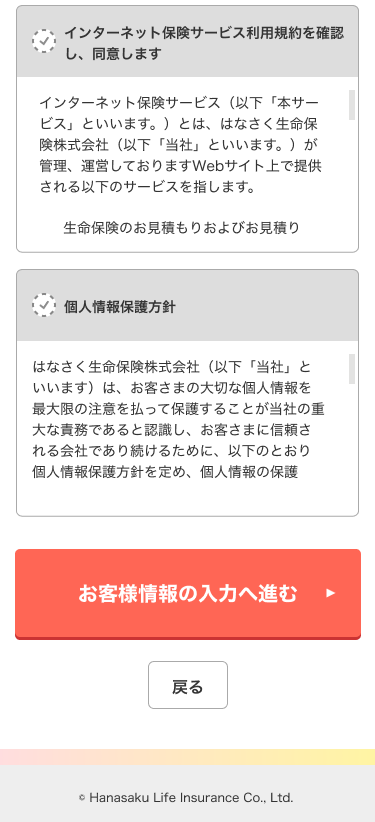 インターネット保険サービス利用規約を確認
し、同意します
インターネット保険サービス（以下「本サー
ビス」といいます。）とは、はなさく生命保
険株式会社（以下「当社」といいます。）が
管理、運営しておりますWebサイト上で提供
される以下のサービスを指します。
生命保険のお見積もりおよびお見積り
個人情報保護方針
はなさく生命保険株式会社（以下「当社」と
いいます）は、お客さまの大切な個人情報を
最大限の注意を払って保護することが当社の重
大な責務であると認識し、お客さまに信頼さ
れる会社であり続けるために、以下のとおり
個人情報保護方針を定め、個人情報の保護
お客様情報の入力へ進む
戻る
© Hanasaku Life Insurance Co., Ltd.